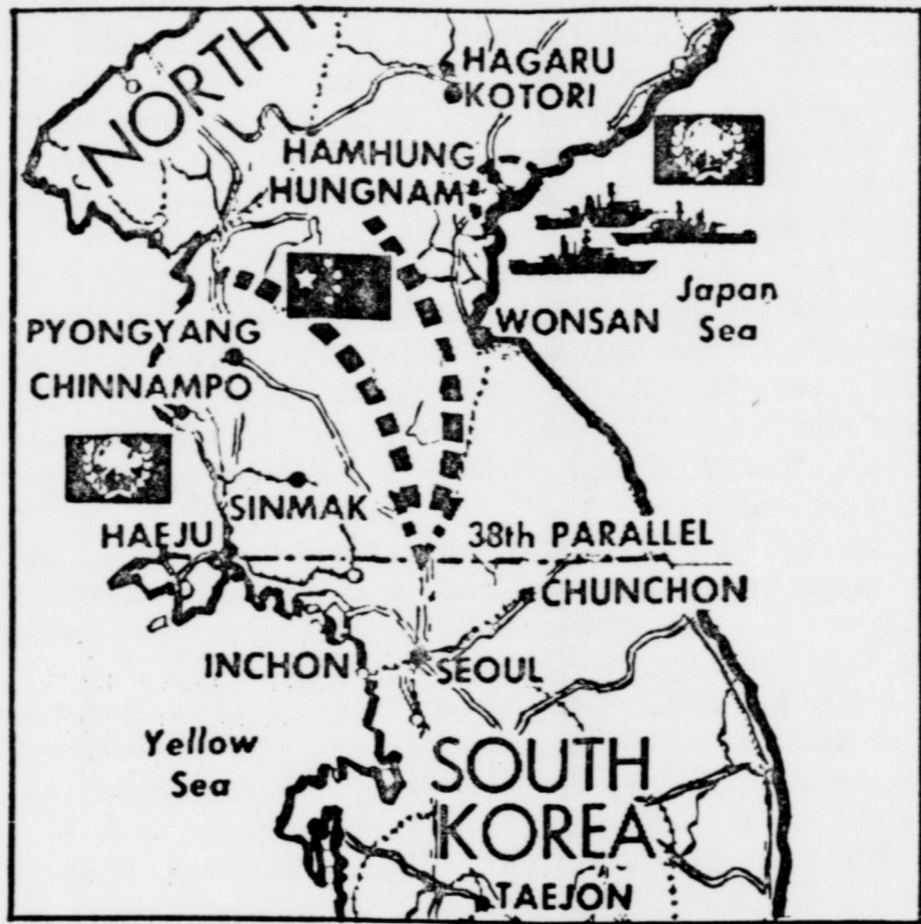 NORTH K
HAGARU
KOTORI
HAMHUNG
HUNGNAM
Japan
Sea
WONSAN
PYONGYANG
CHINNAMPO
SINMAK
HAEJU
38th PARALLEL
CHUNCHON
INCHON
SEOUL
Yellow
Sea
SOUTH
KOREA
TAEJON